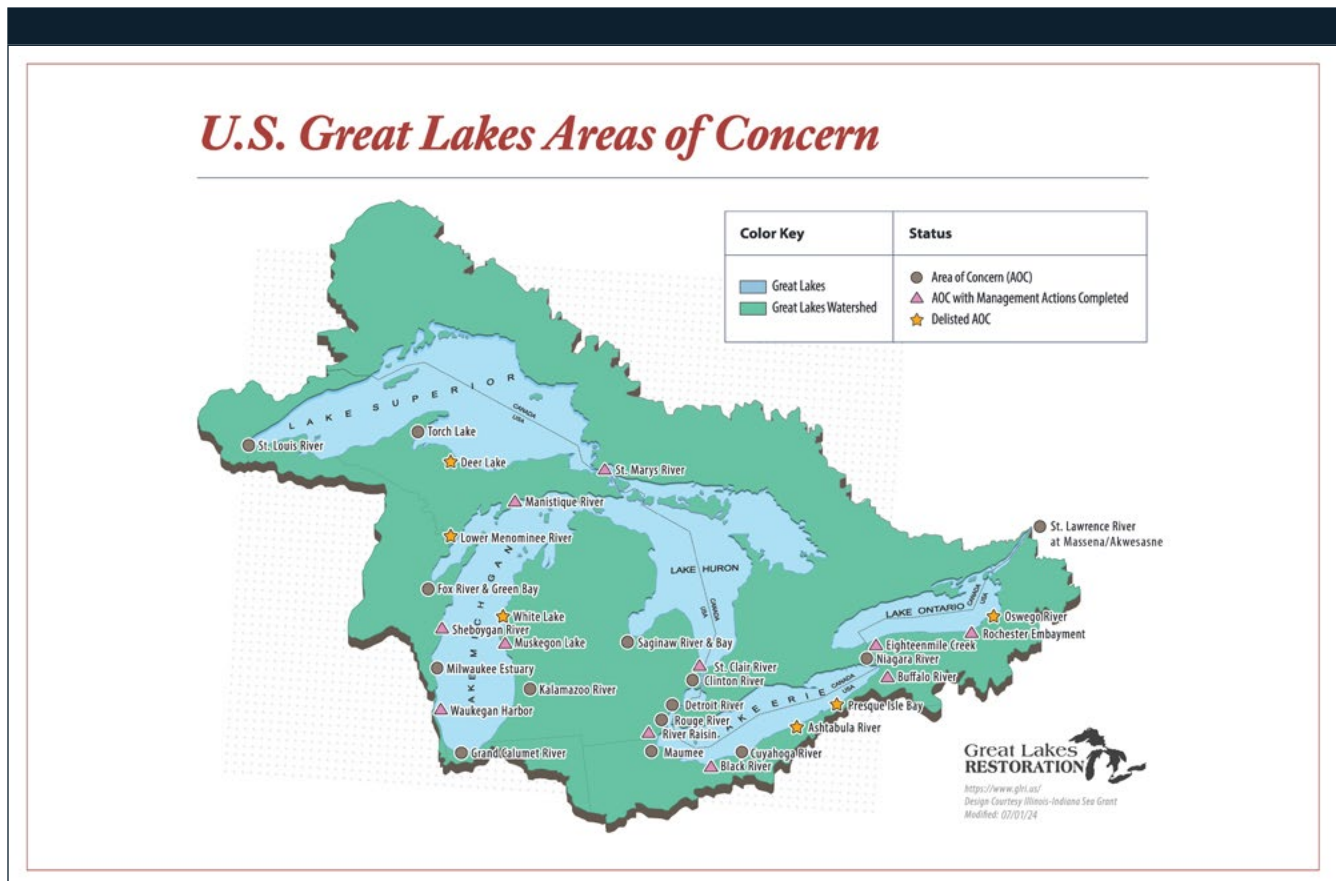 U.S. Great Lakes Areas of Concern
Color Key
Status
Great Lakes
Great Lakes Watershed
Area of Concern (AOC)
AOC with Management Actions Completed
Delisted AOC
LAKE SUPERIOR
CANADA
USA
St. Louis River
Torch Lake
Deer Lake
St. Marys River
Manistique River
Lower Menominee River
St. Lawrence River
at Massena/Akwesasne
LAKE MICHIGAN
LAKE HURON
CANADA
USA
Fox River & Green Bay
White Lake
Sheboygan River
Muskegon Lake
Saginaw River & Bay
LAKE ONTARIO
CANADA
USA
Oswego River
Rochester Embayment
Eighteenmile Creek
Niagara River
Buffalo River
Milwaukee Estuary
St. Clair River
Clinton River
Kalamazoo River
Waukegan Harbor
Detroit River
Rouge River
River Raisin
LAKE ERIE
CANADA
USA
Presque Isle Bay
Ashtabula River
Grand Calumet River
Maumee
Cuyahoga River
Black River
Great Lakes
RESTORATION
https://www.glri.us/
Design Courtesy Illinois-Indiana Sea Grant
Modified: 07/01/24